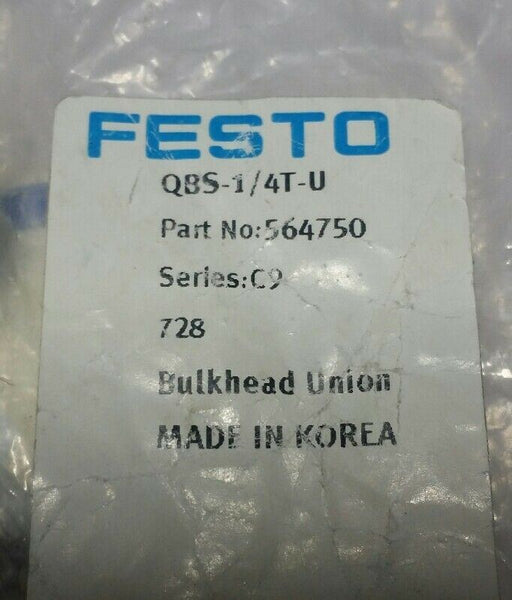 FESTO
QBS-1/4T-U
Part No:564750
Series:C9
728
Bulkhead Union
MADE IN KOREA